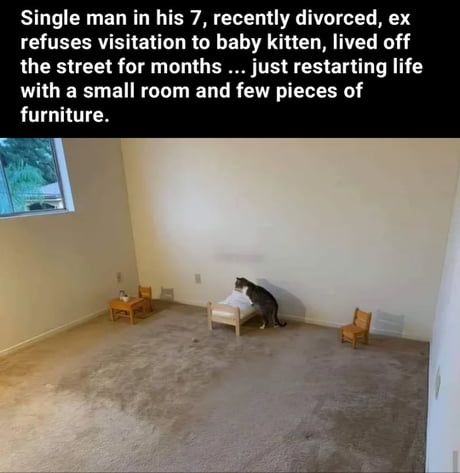 Single man in his 7, recently divorced, ex
refuses visitation to baby kitten, lived off
the street for months ... just restarting life
with a small room and few pieces of
furniture.